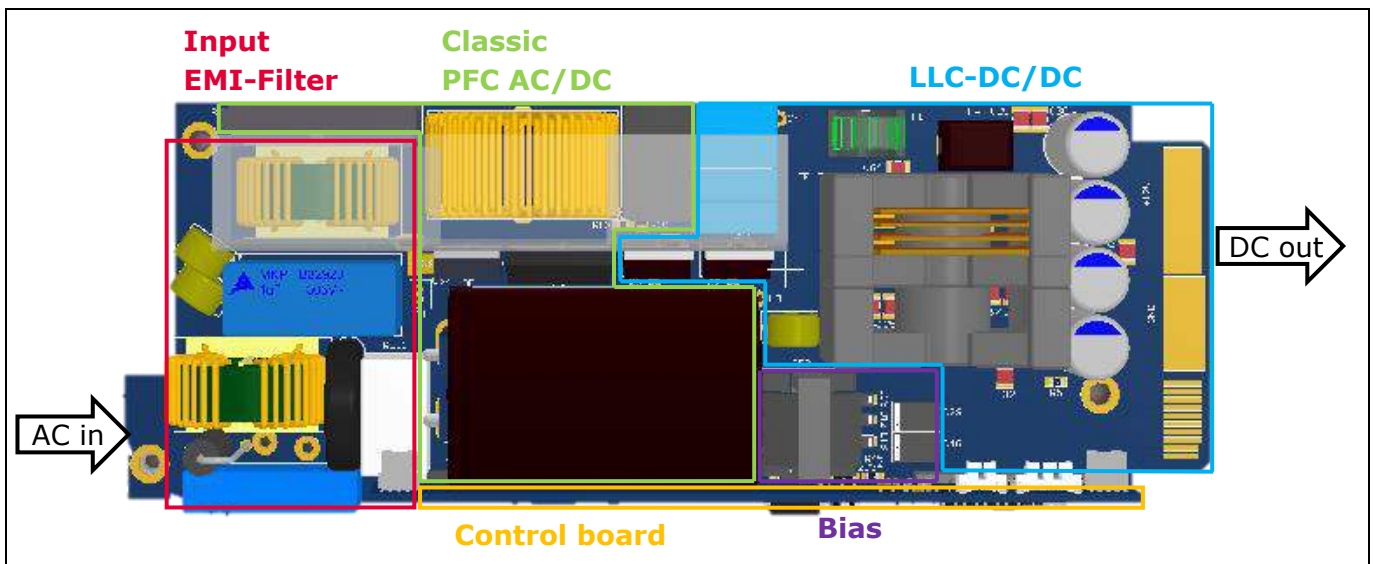 Input
EMI-Filter
Classic
PFC AC/DC
LLC-DC/DC
AC in
DC out
Control board
Bias
MKP